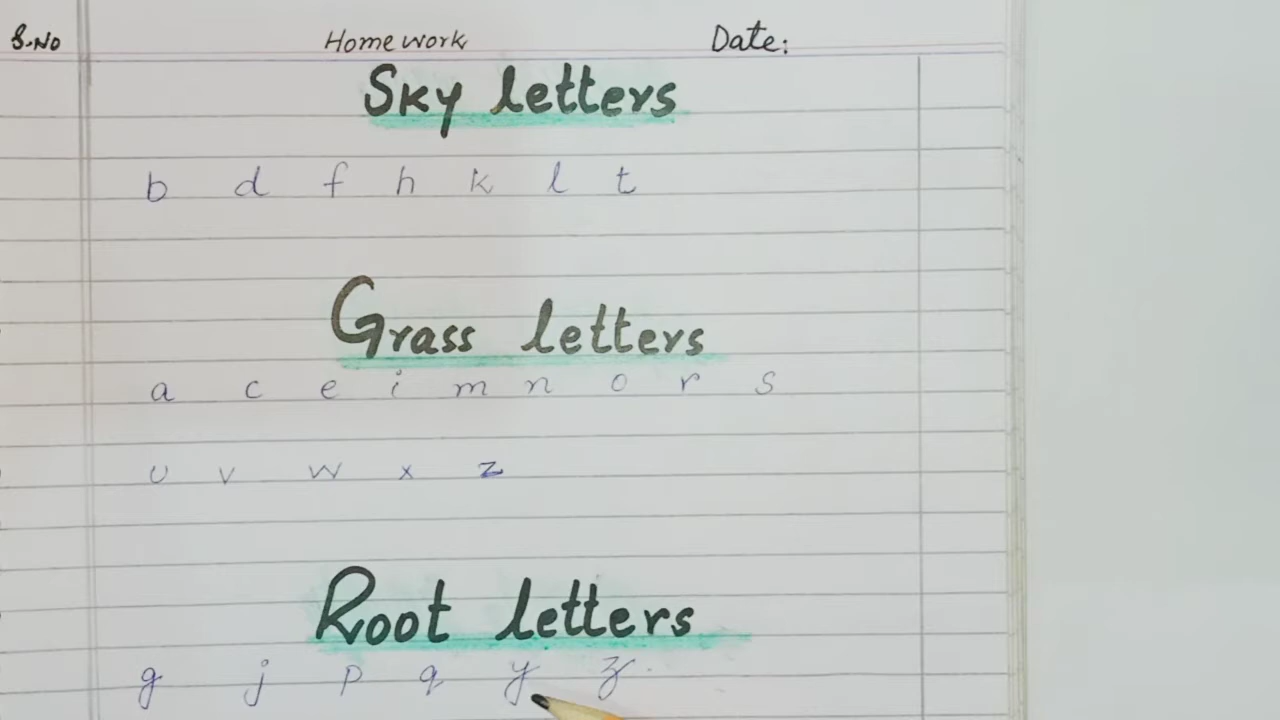 S.No Home work Date:
Sky letters
b d f h k l t
Grass letters
a c e i m n o r s
u v w x z
Root letters
g j p q y z